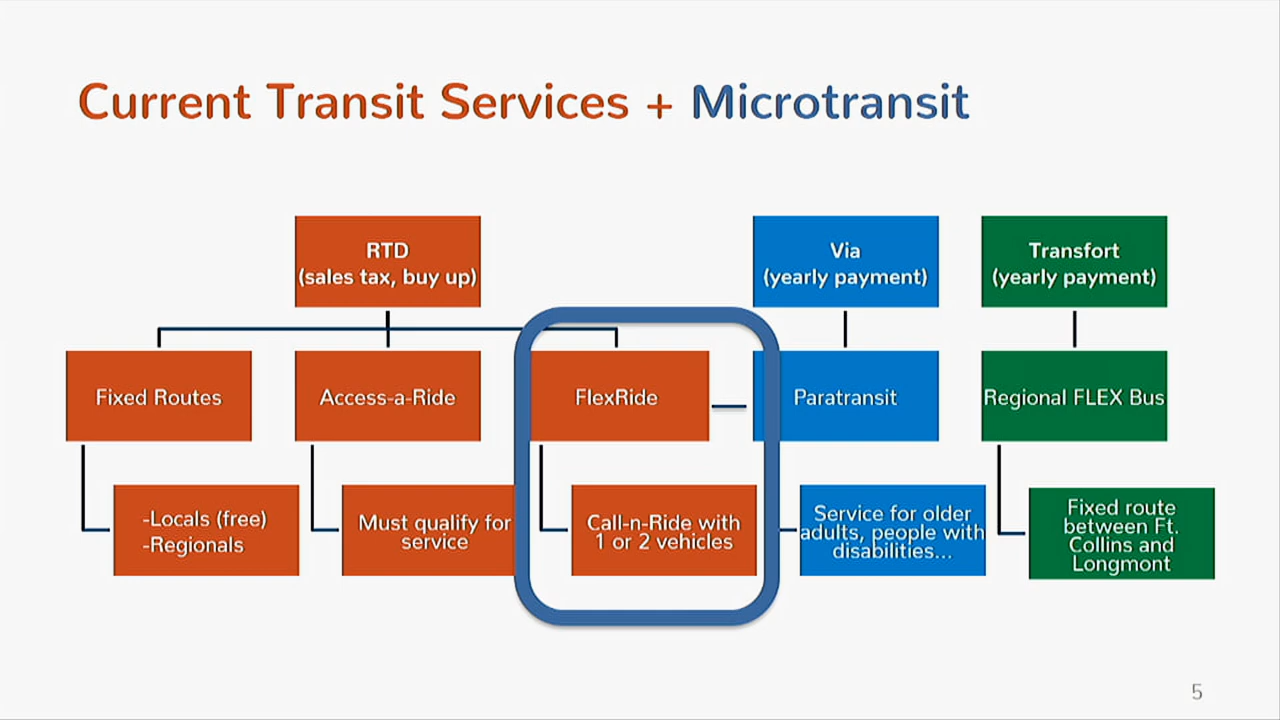 Current Transit Services + Microtransit
RTD
(sales tax, buy up)
Via
(yearly payment)
Transfort
(yearly payment)
Fixed Routes
Access-a-Ride
FlexRide
Paratransit
Regional FLEX Bus
-Locals (free)
-Regionals
Must qualify for
service
Call-n-Ride with
1 or 2 vehicles
Service for older
adults, people with
disabilities...
Fixed route
between Ft.
Collins and
Longmont
5